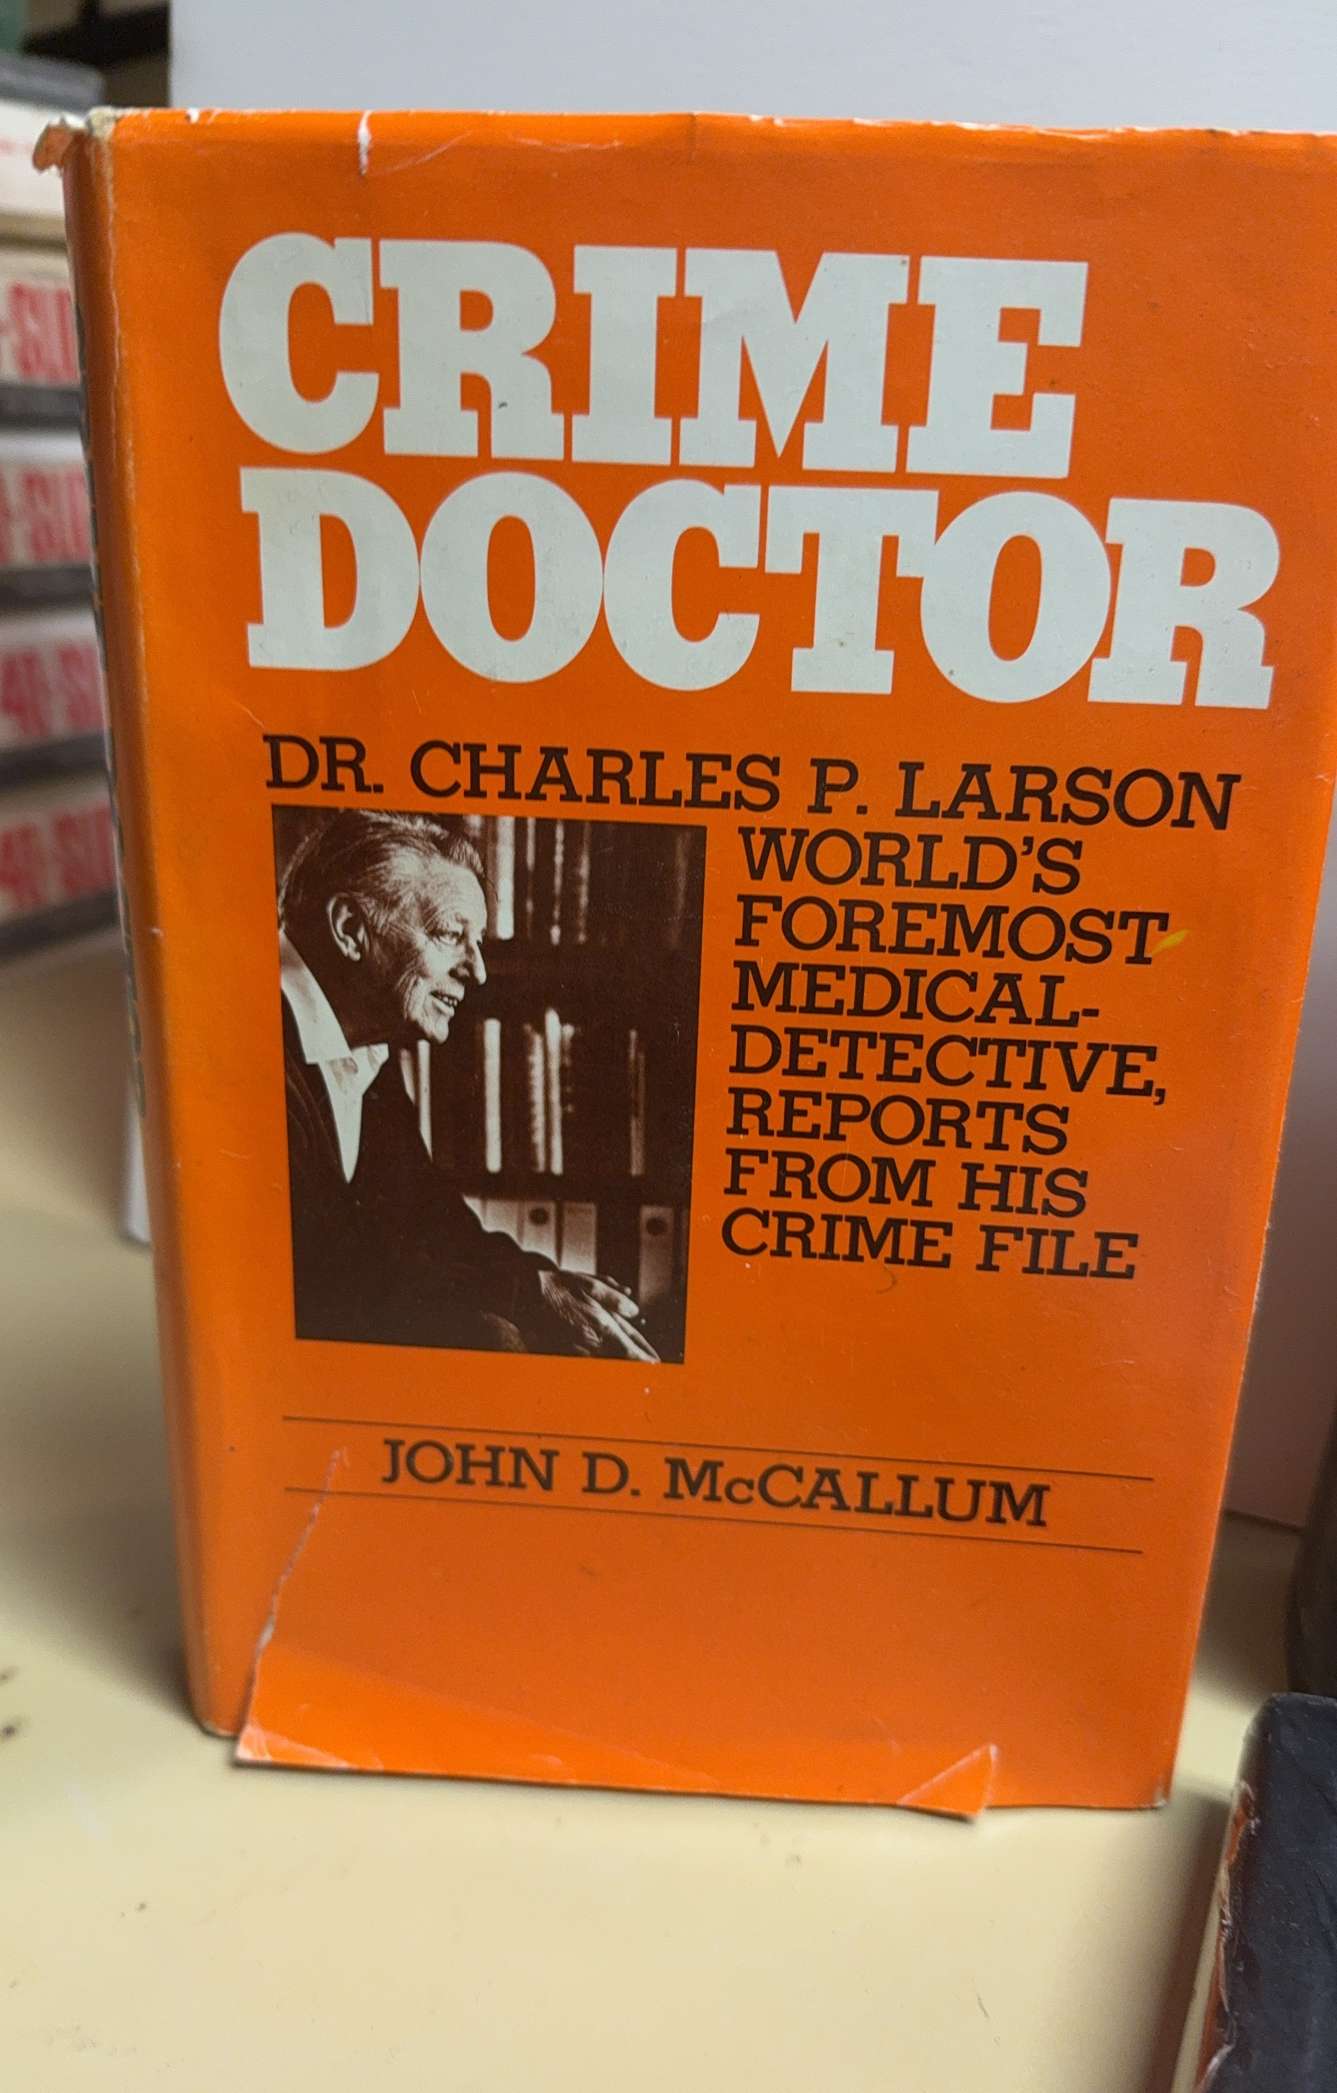 CRIME
DOCTOR
DR. CHARLES P. LARSON
WORLD'S
FOREMOST
MEDICAL-
DETECTIVE,
REPORTS
FROM HIS
CRIME FILE
JOHN D. McCALLUM